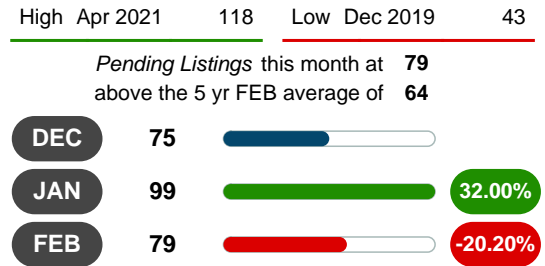 High Apr 2021 118 Low Dec 2019 43
Pending Listings this month at 79
above the 5 yr FEB average of 64
DEC 75
JAN 99 32.00%
FEB 79 -20.20%